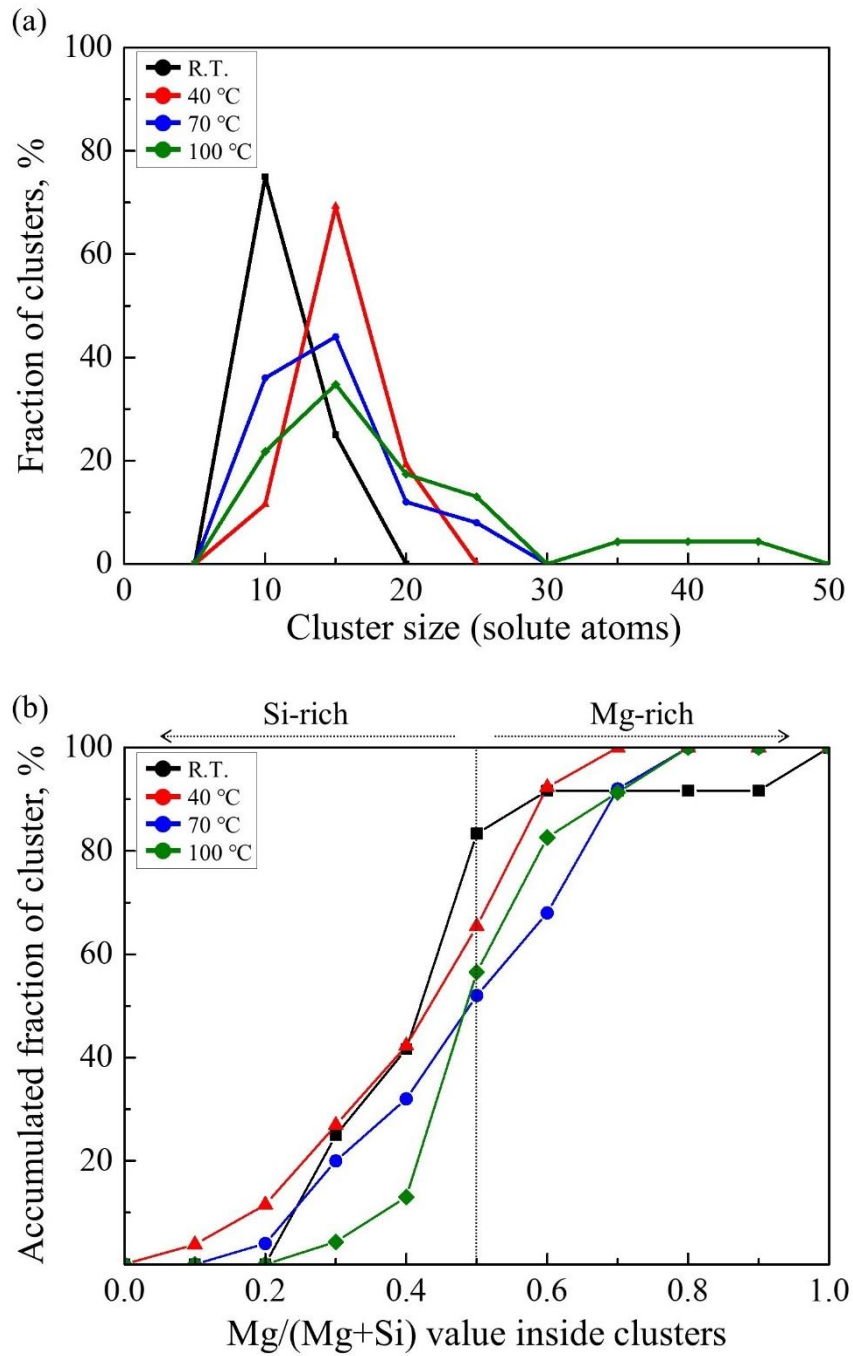 (a)
100
80
60
40
20
0
Fraction of clusters, %
R.T.
40 °C
70 °C
100 °C
0 10 20 30 40 50
Cluster size (solute atoms)
(b)
Si-rich Mg-rich
100
80
60
40
20
Accumulated fraction of cluster, %
R.T.
40 °C
70 °C
100 °C
0.0 0.2 0.4 0.6 0.8 1.0
Mg/(Mg+Si) value inside clusters